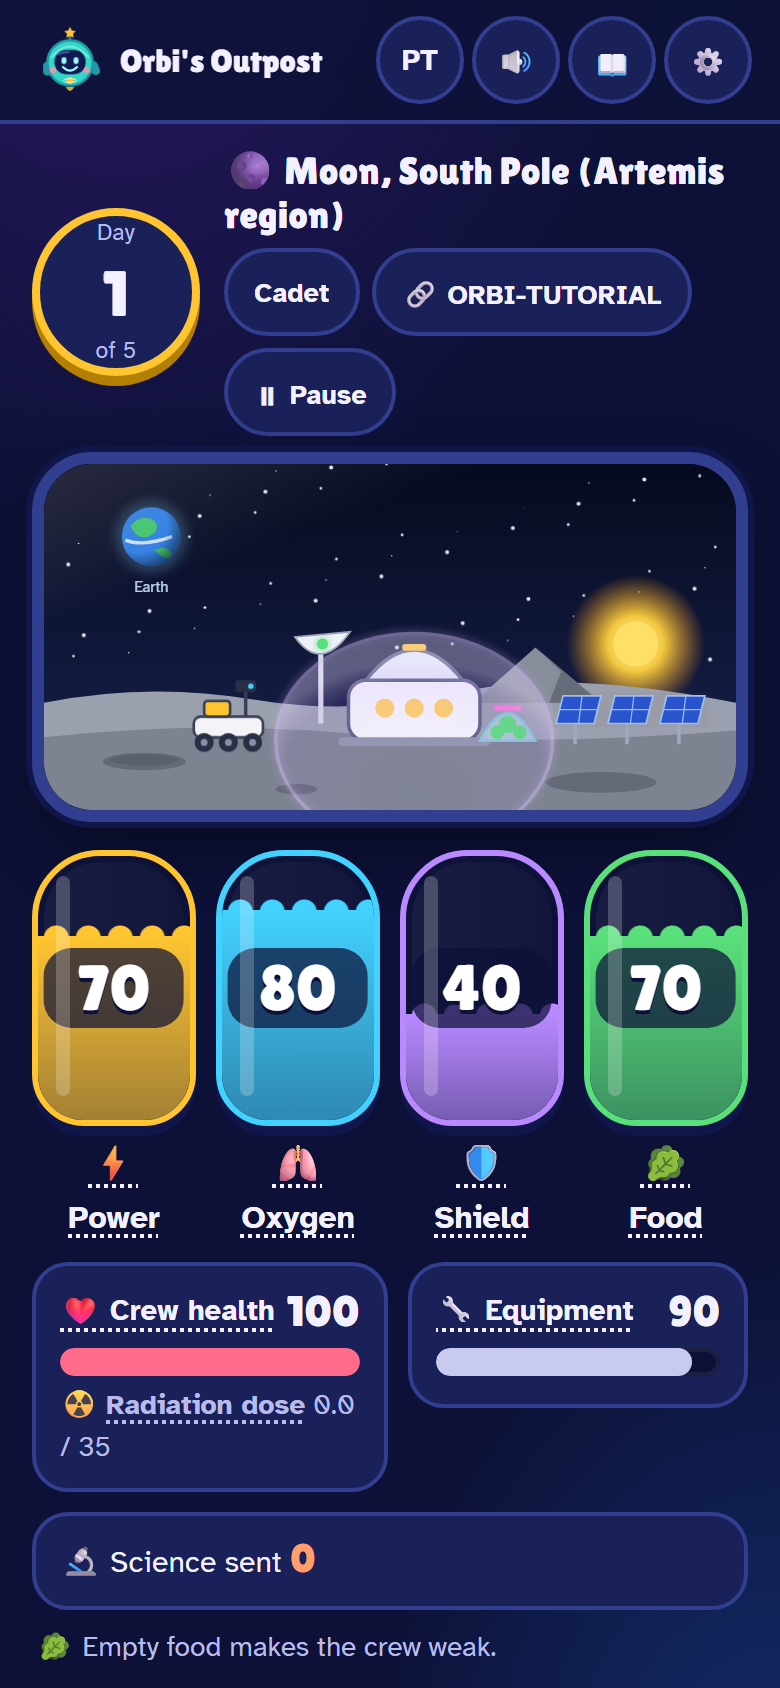 Orbi's Outpost
PT
Moon, South Pole (Artemis
region)
Day
1
of 5
Cadet
ORBI-TUTORIAL
Pause
Earth
70
80
40
70
Power
Oxygen
Shield
Food
Crew health 100
Radiation dose 0.0
/ 35
Equipment 90
Science sent 0
Empty food makes the crew weak.